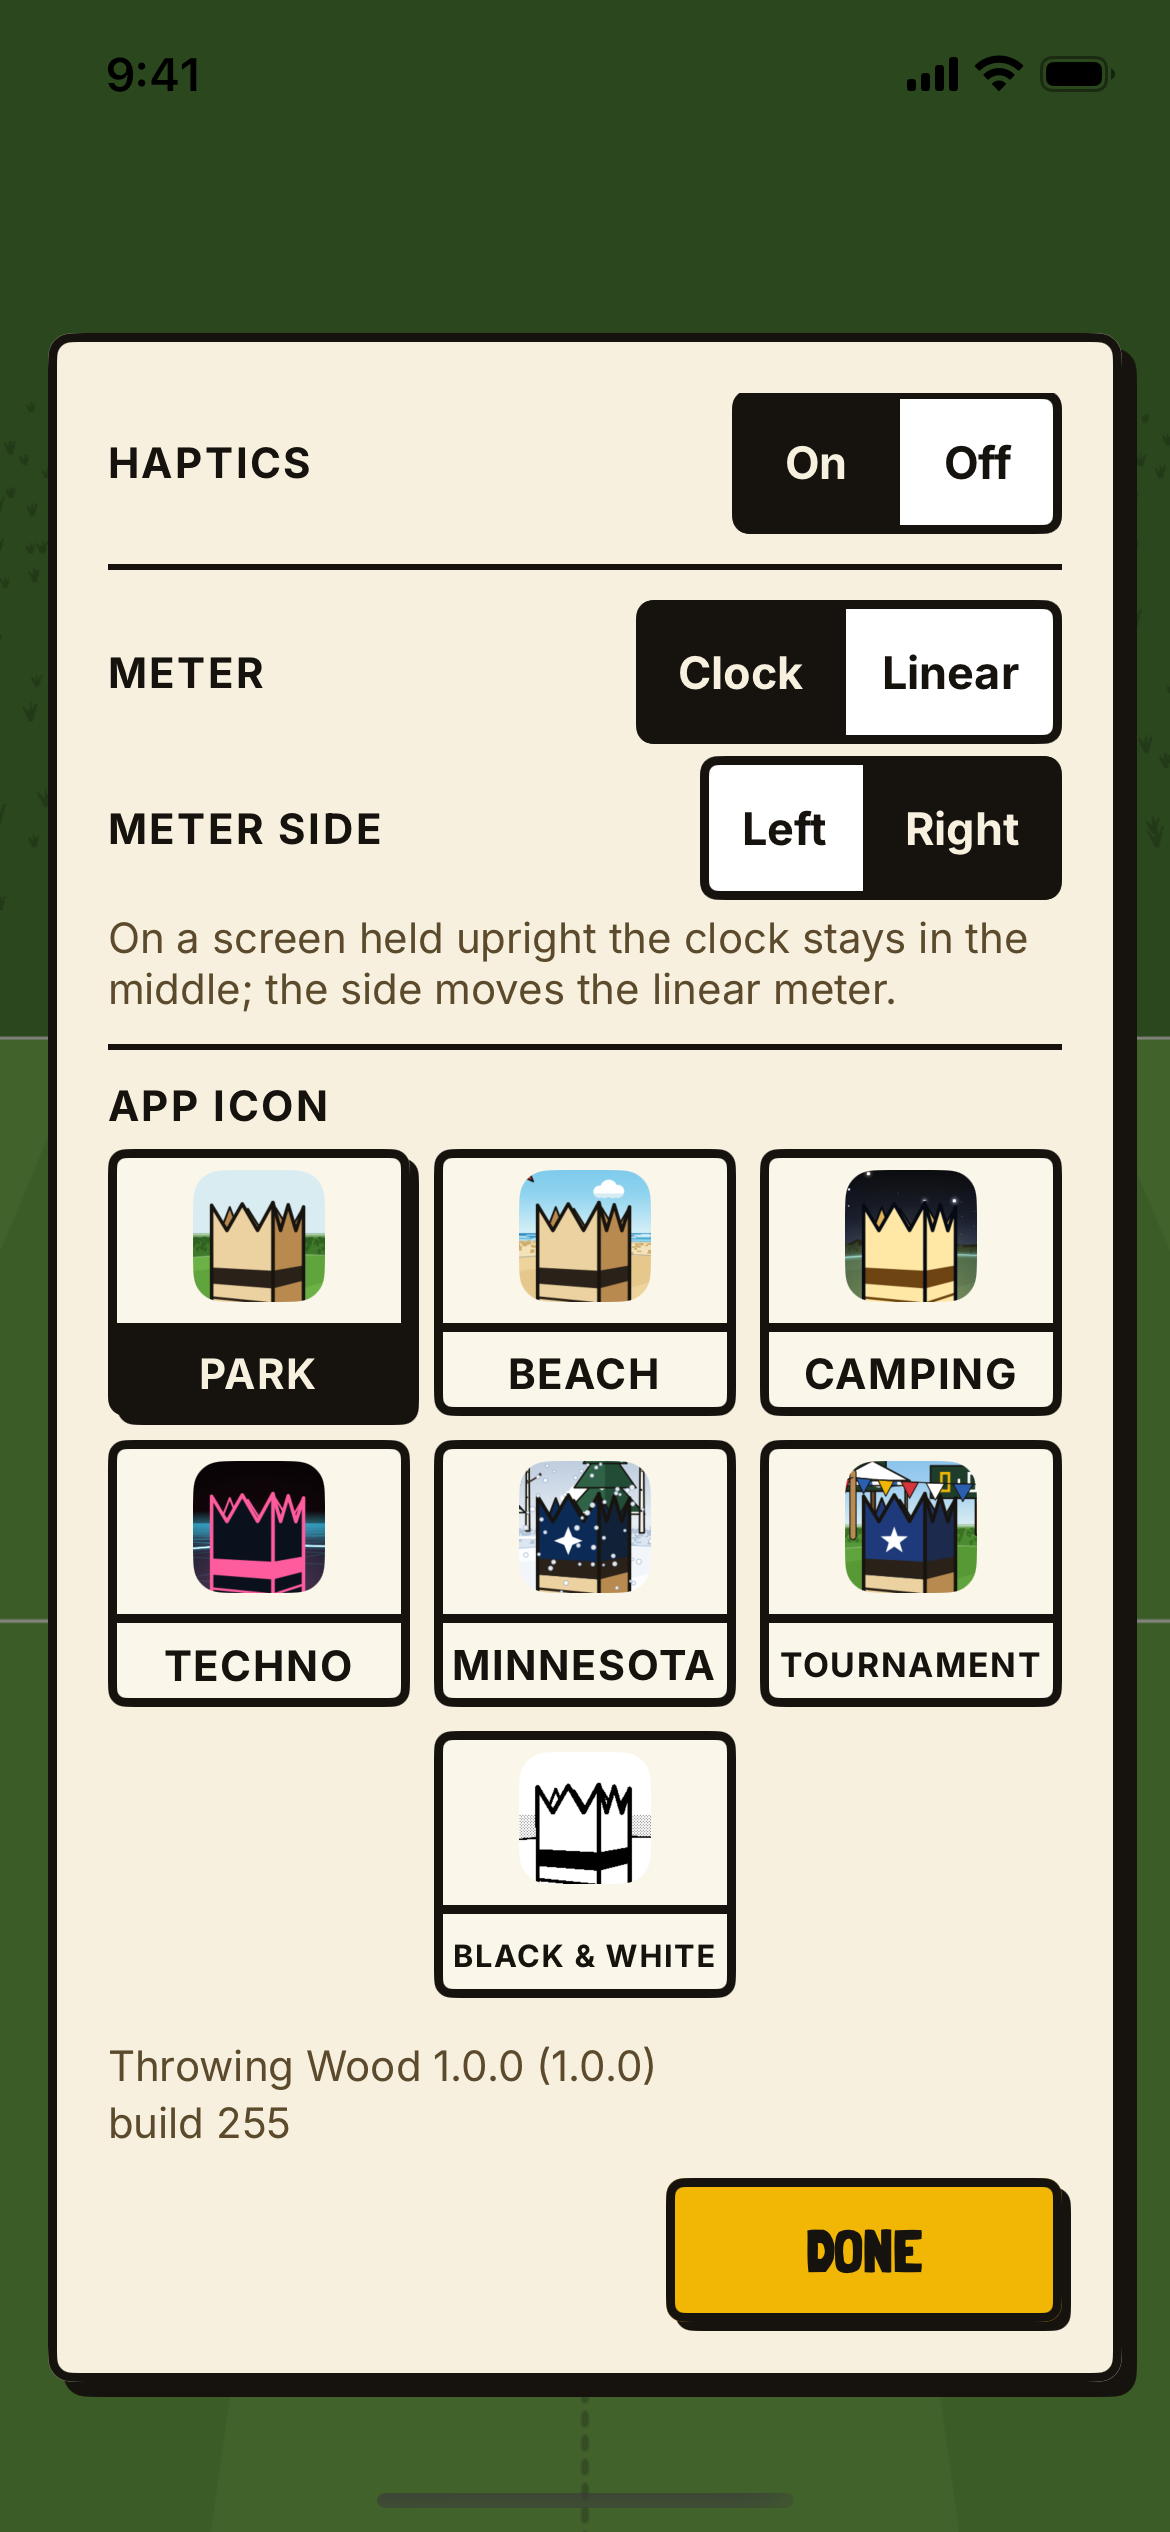 9:41
HAPTICS
On Off
METER
Clock Linear
METER SIDE
Left Right
On a screen held upright the clock stays in the
middle; the side moves the linear meter.
APP ICON
PARK BEACH CAMPING
TECHNO MINNESOTA TOURNAMENT
BLACK & WHITE
Throwing Wood 1.0.0 (1.0.0)
build 255
DONE